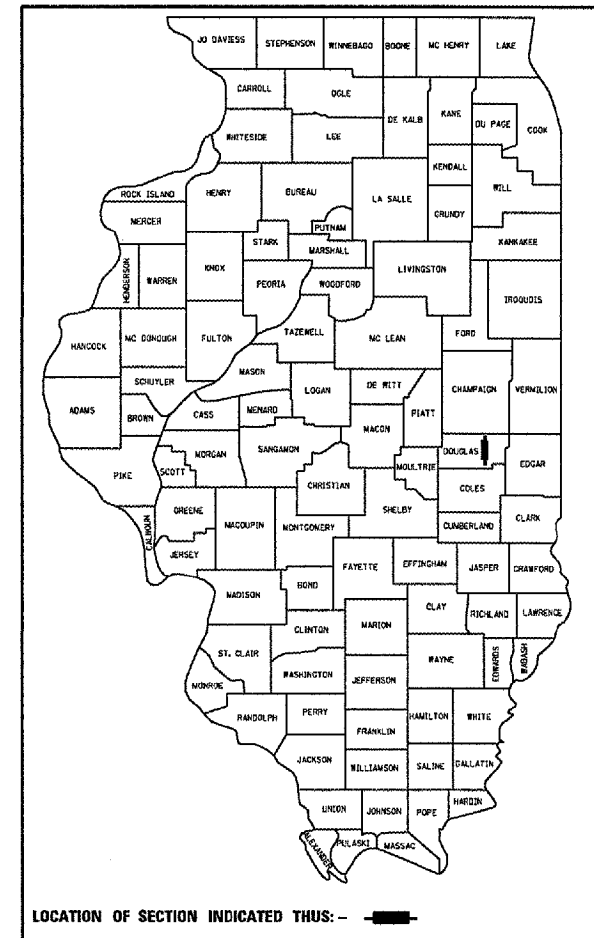 JO DAVIESS STEPHENSON WINNEBAGO BOONE MC HENRY LAKE
CARROLL OGLE DE KALB KANE DU PAGE COOK
WHITESIDE LEE KENDALL WILL
ROCK ISLAND HENRY BUREAU LA SALLE GRUNDY
MERCER PUTNAM KANKAKEE
STARK MARSHALL LIVINGSTON
HENDERSON WARREN KNOX PEORIA WOODFORD IROQUOIS
HANCOCK MC DONOUGH FULTON TAZEWELL MC LEAN FORD
SCHUYLER MASON DE WITT CHAMPAIGN VERMILION
ADAMS BROWN CASS MENARD LOGAN PIATT
MACON
PIKE SCOTT MORGAN SANGAMON MOULTRIE DOUGLAS EDGAR
CHRISTIAN COLES
GREENE MACOUPIN MONTGOMERY SHELBY CUMBERLAND CLARK
CALHOUN JERSEY FAYETTE EFFINGHAM JASPER CRAWFORD
MADISON BOND CLAY RICHLAND LAWRENCE
CLINTON MARION
ST. CLAIR WAYNE EDWARDS WABASH
WASHINGTON JEFFERSON
MONROE
RANDOLPH PERRY HAMILTON WHITE
FRANKLIN
JACKSON WILLIAMSON SALINE GALLATIN
UNION JOHNSON POPE HARDIN
ALEXANDER PULASKI MASSAC
LOCATION OF SECTION INDICATED THUS: -